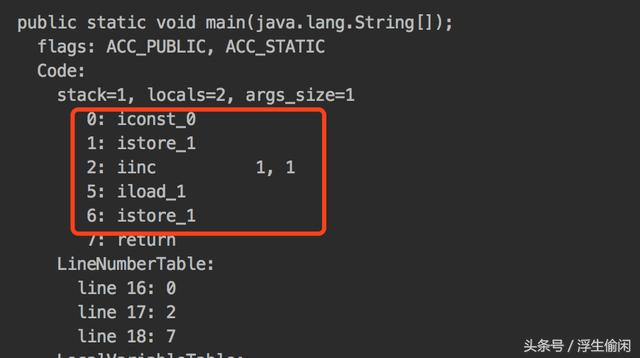 public static void main(java.lang.String[]);
flags: ACC_PUBLIC, ACC_STATIC
Code:
stack=1, locals=2, args_size=1
0: iconst_0
1: istore_1
2: iinc 1, 1
5: iload_1
6: istore_1
7: return
LineNumberTable:
line 16: 0
line 17: 2
line 18: 7
LocalVariableTable:
头条号 / 浮生偷闲